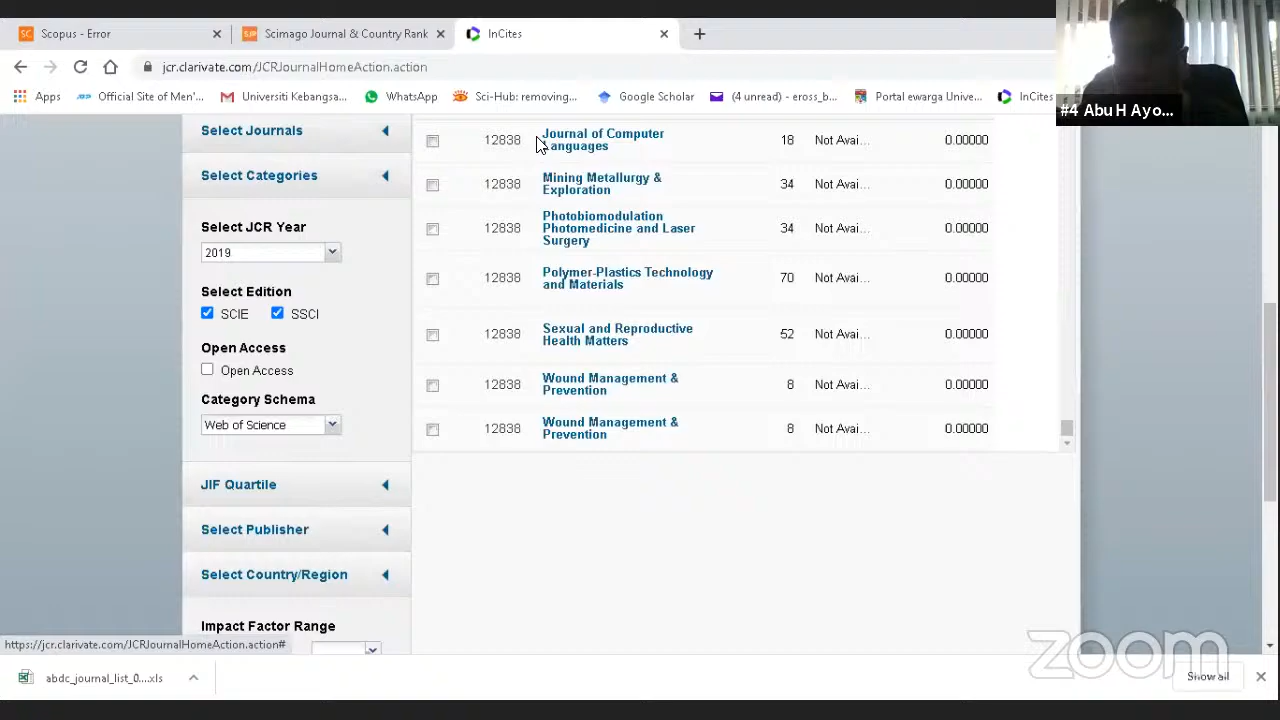 Scopus - Error
Scimago Journal & Country Rank
InCites
jcr.clarivate.com/JCRJournalHomeAction.action
Apps
Official Site of Men'...
Universiti Kebangsa...
WhatsApp
Sci-Hub: removing...
Google Scholar
(4 unread) - eross_b...
Portal ewarga Unive...
InCites
#4 Abu H Ayo...
Select Journals
Select Categories
Select JCR Year
2019
Select Edition
SCIE
SSCI
Open Access
Open Access
Category Schema
Web of Science
JIF Quartile
Select Publisher
Select Country/Region
Impact Factor Range
12838 Journal of Computer 18 Not Avai... 0.00000
Languages
12838 Mining Metallurgy & 34 Not Avai... 0.00000
Exploration
Photobiomodulation
12838 Photomedicine and Laser 34 Not Avai... 0.00000
Surgery
12838 Polymer-Plastics Technology 70 Not Avai... 0.00000
and Materials
12838 Sexual and Reproductive 52 Not Avai... 0.00000
Health Matters
12838 Wound Management & 8 Not Avai... 0.00000
Prevention
12838 Wound Management & 8 Not Avai... 0.00000
Prevention
https://jcr.clarivate.com/JCRJournalHomeAction.action#
zoom
abdc_journal_list_0....xls
Show all